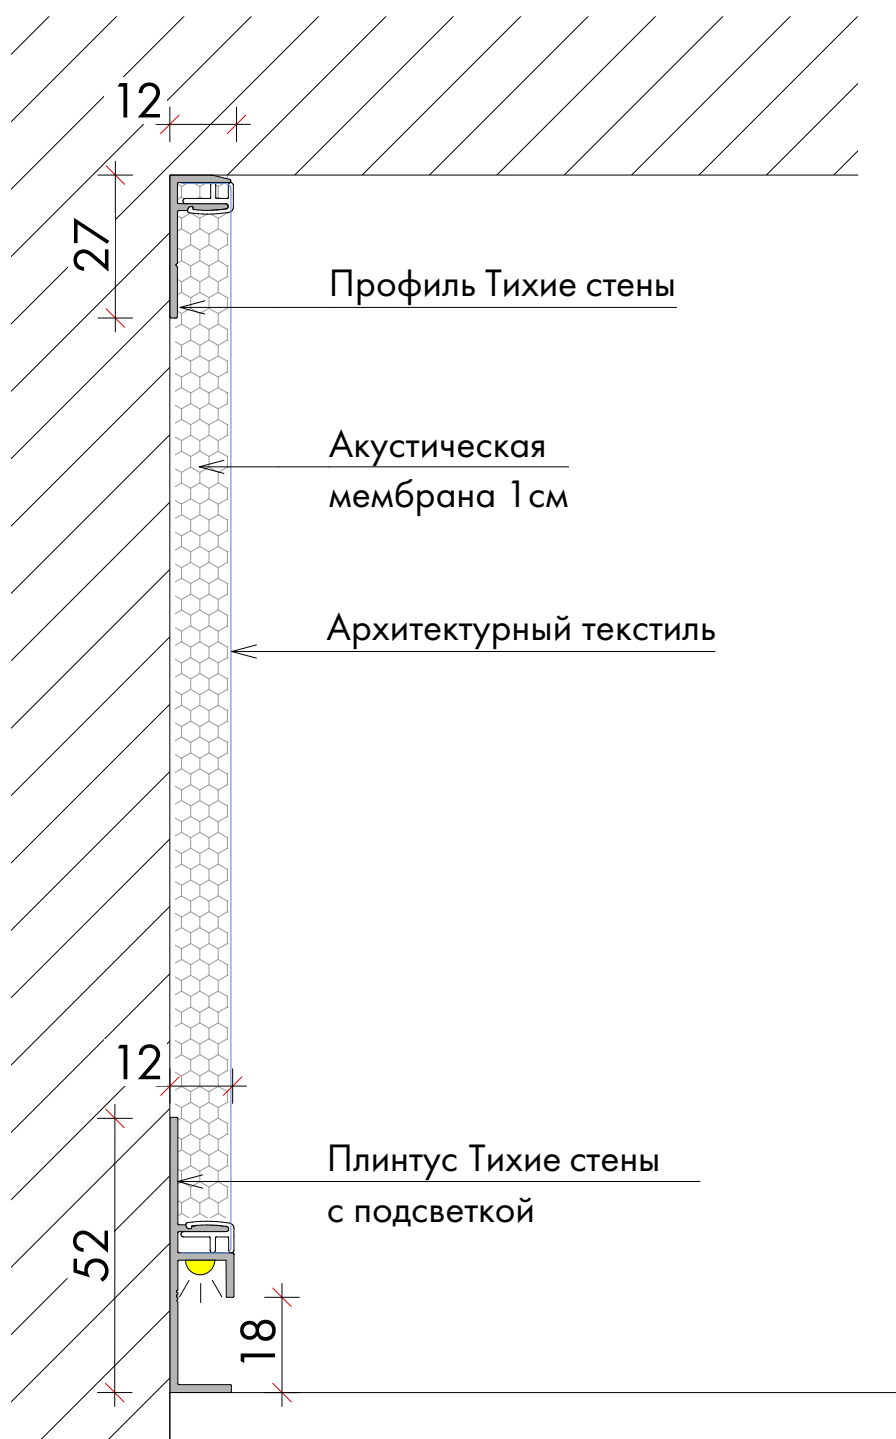 12
27
Профиль Тихие стены
Акустическая
мембрана 1см
Архитектурный текстиль
12
Плинтус Тихие стены
с подсветкой
52
18